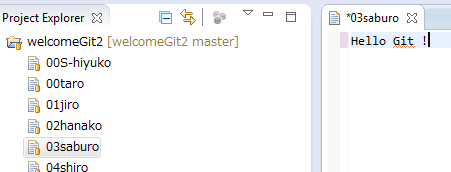 Project Explorer
welcomeGit2 [welcomeGit2 master]
00S-hiyuko
00taro
01jiro
02hanako
03saburo
04shiro
*03saburo
Hello Git !